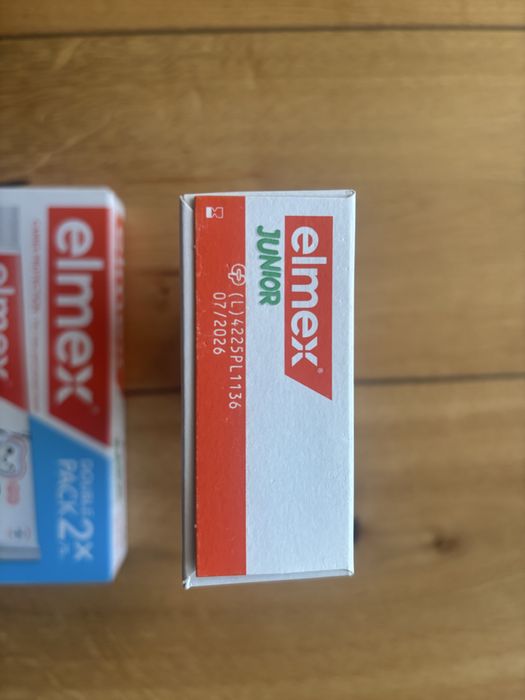 elmex
elmex
DOUBLE
PACK 2X
elmex®
JUNIOR
(L)4225PL1136
07/2026